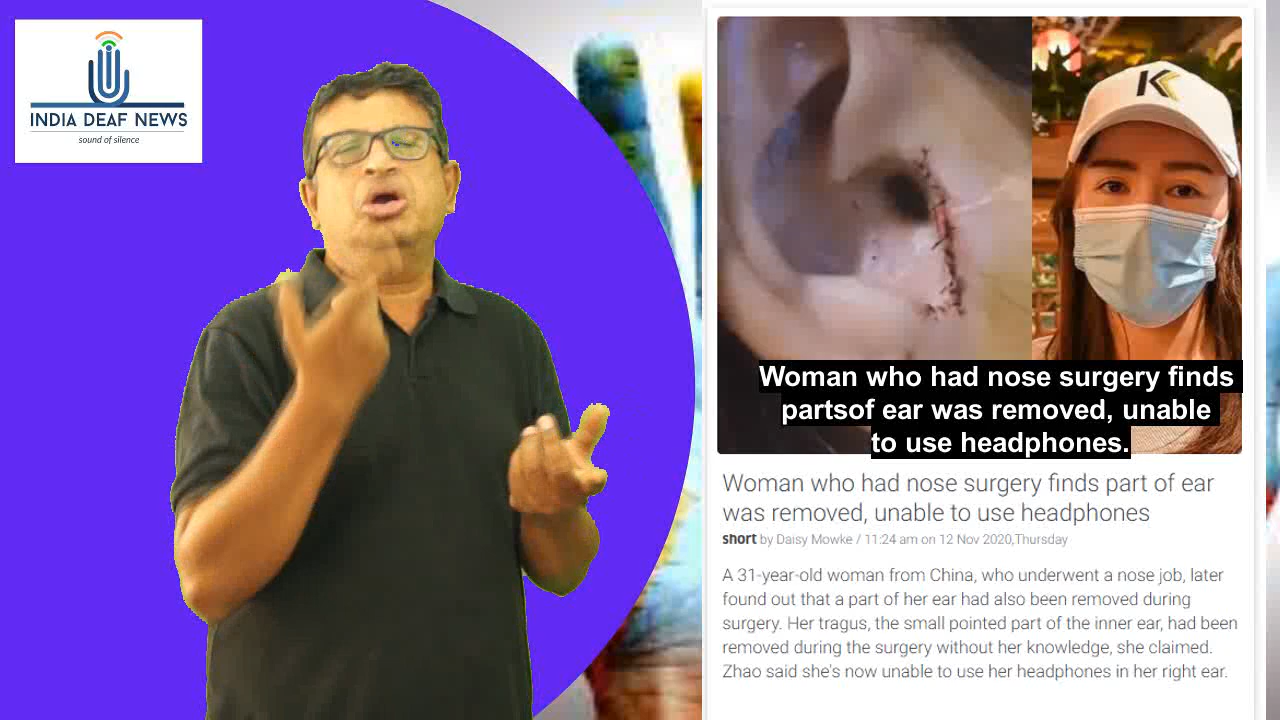 INDIA DEAF NEWS
sound of silence
K
Woman who had nose surgery finds
partsof ear was removed, unable
to use headphones.
Woman who had nose surgery finds part of ear
was removed, unable to use headphones
short by Daisy Mowke / 11:24 am on 12 Nov 2020,Thursday
A 31-year-old woman from China, who underwent a nose job, later
found out that a part of her ear had also been removed during
surgery. Her tragus, the small pointed part of the inner ear, had been
removed during the surgery without her knowledge, she claimed.
Zhao said she's now unable to use her headphones in her right ear.